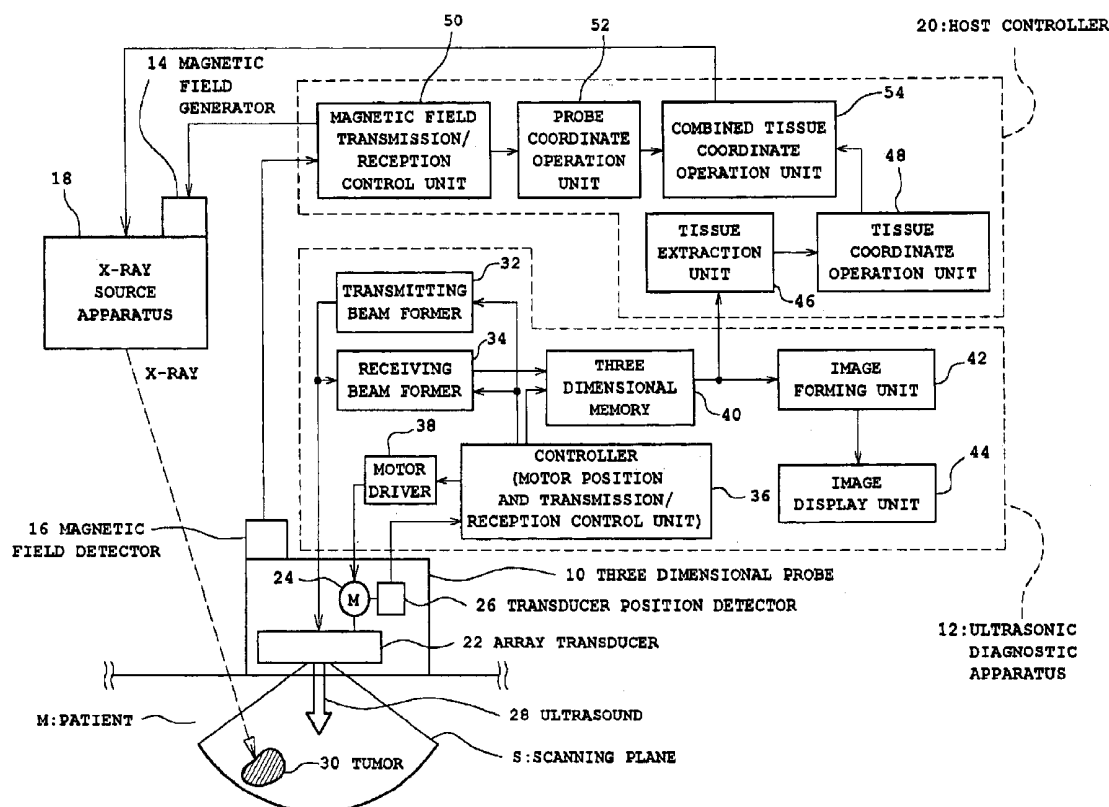 50
52
20:HOST CONTROLLER
14 MAGNETIC
FIELD
GENERATOR
54
MAGNETIC FIELD
TRANSMISSION/
RECEPTION
CONTROL UNIT
PROBE
COORDINATE
OPERATION
UNIT
COMBINED TISSUE
COORDINATE
OPERATION UNIT
48
18
TISSUE
EXTRACTION
UNIT
46
TISSUE
COORDINATE
OPERATION UNIT
X-RAY
SOURCE
APPARATUS
32
TRANSMITTING
BEAM FORMER
34
X-RAY
RECEIVING
BEAM FORMER
THREE
DIMENSIONAL
MEMORY
40
IMAGE
FORMING UNIT
42
38
MOTOR
DRIVER
CONTROLLER
(MOTOR POSITION
AND TRANSMISSION/
RECEPTION CONTROL UNIT)
36
IMAGE
DISPLAY UNIT
44
16 MAGNETIC
FIELD DETECTOR
24
M
10 THREE DIMENSIONAL PROBE
26 TRANSDUCER POSITION DETECTOR
22 ARRAY TRANSDUCER
12:ULTRASONIC
DIAGNOSTIC
APPARATUS
M:PATIENT
28 ULTRASOUND
30 TUMOR
S:SCANNING PLANE